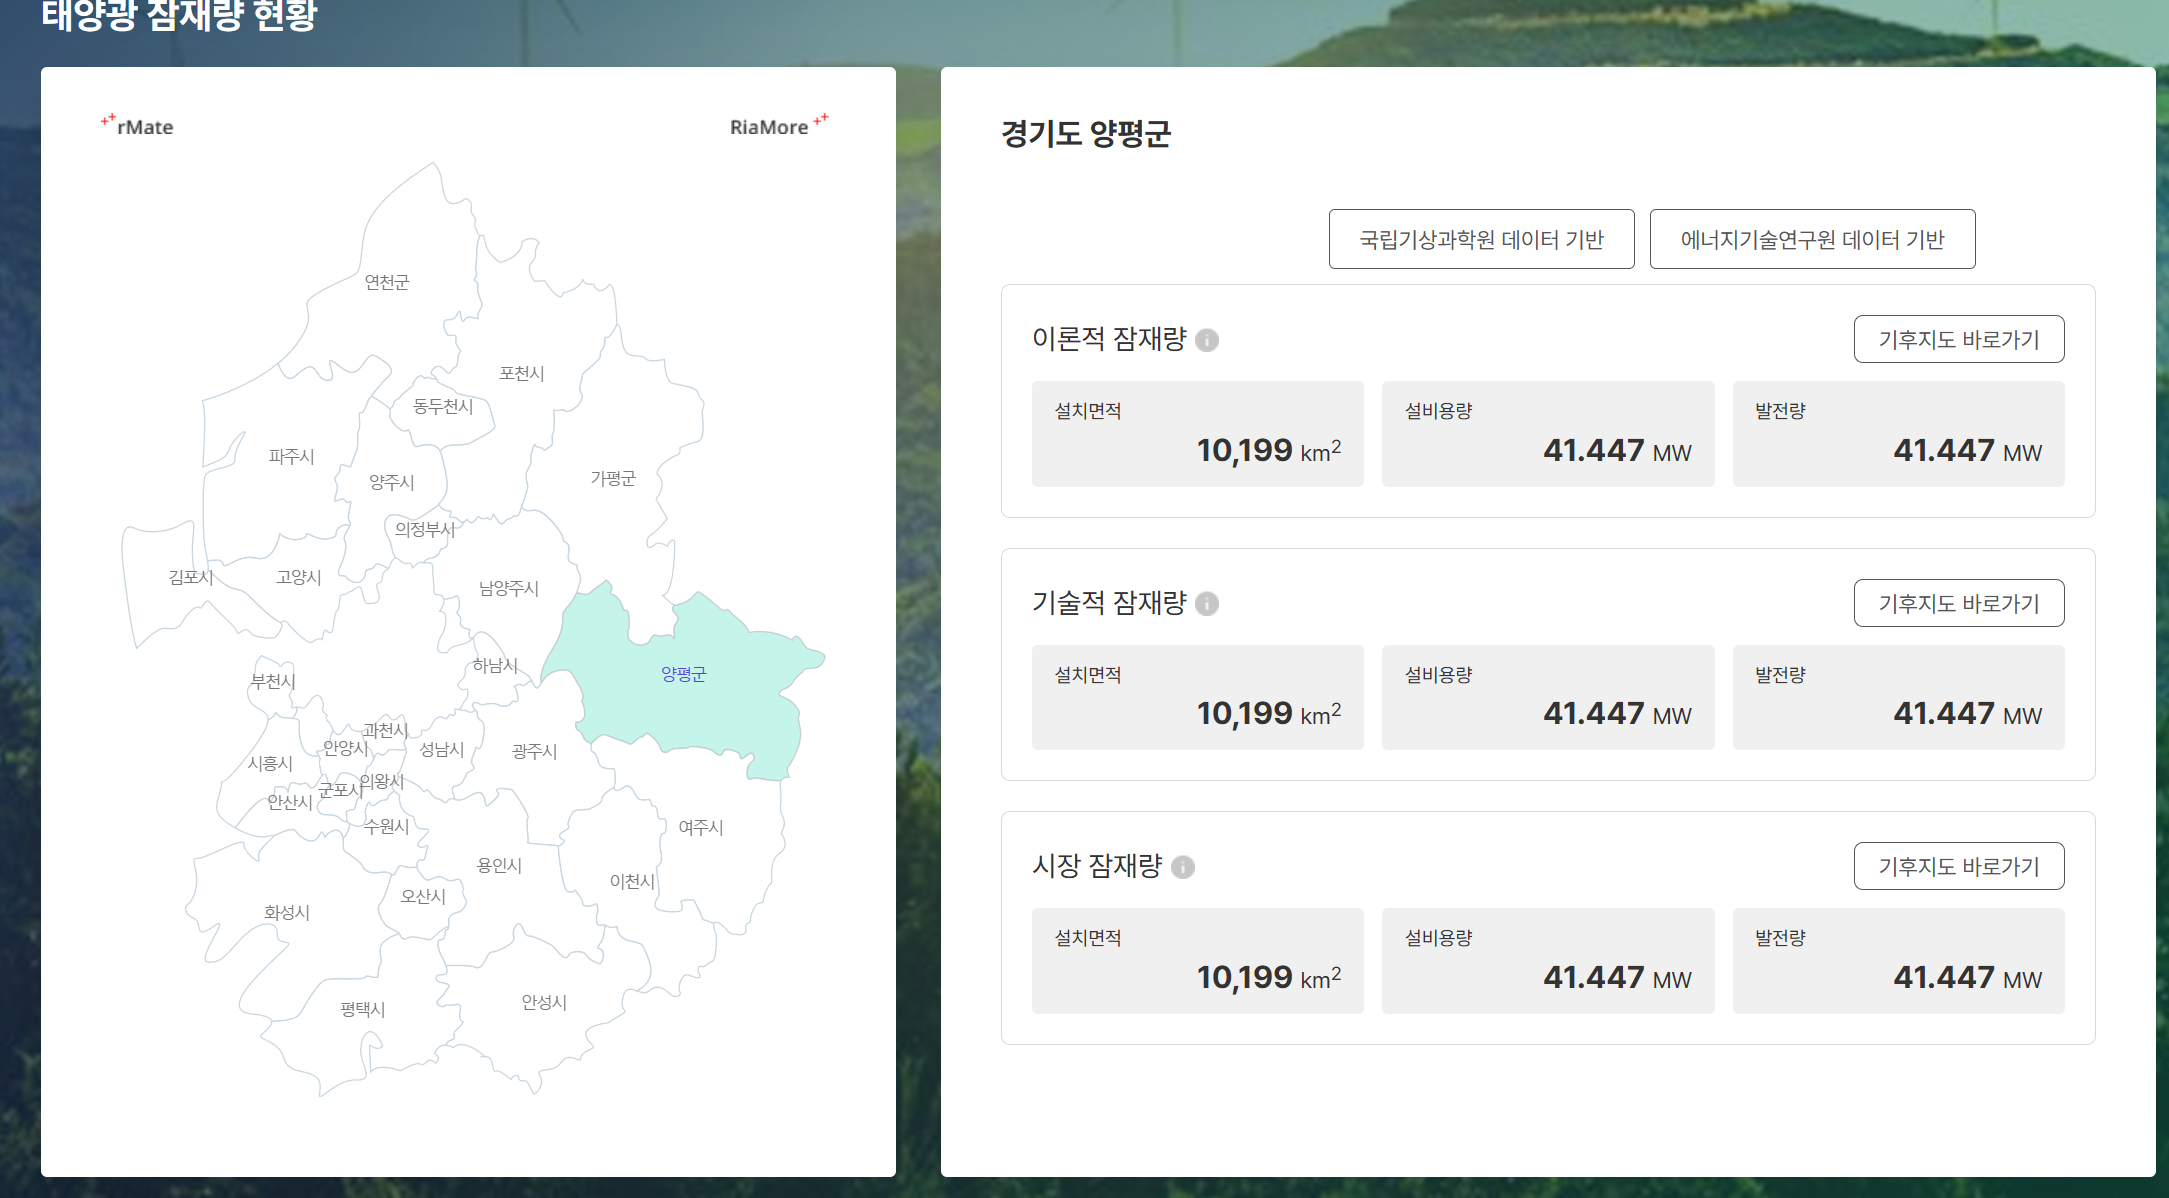 태양광 잠재량 현황
rMate
RiaMore
연천군
포천시
동두천시
파주시
양주시
가평군
의정부시
김포시
고양시
남양주시
하남시
양평군
부천시
과천시
안양시
성남시
광주시
시흥시
의왕시
군포시
안산시
수원시
여주시
용인시
이천시
오산시
화성시
안성시
평택시
경기도 양평군
국립기상과학원 데이터 기반
에너지기술연구원 데이터 기반
이론적 잠재량
기후지도 바로가기
설치면적
10,199 km²
설비용량
41.447 MW
발전량
41.447 MW
기술적 잠재량
기후지도 바로가기
설치면적
10,199 km²
설비용량
41.447 MW
발전량
41.447 MW
시장 잠재량
기후지도 바로가기
설치면적
10,199 km²
설비용량
41.447 MW
발전량
41.447 MW